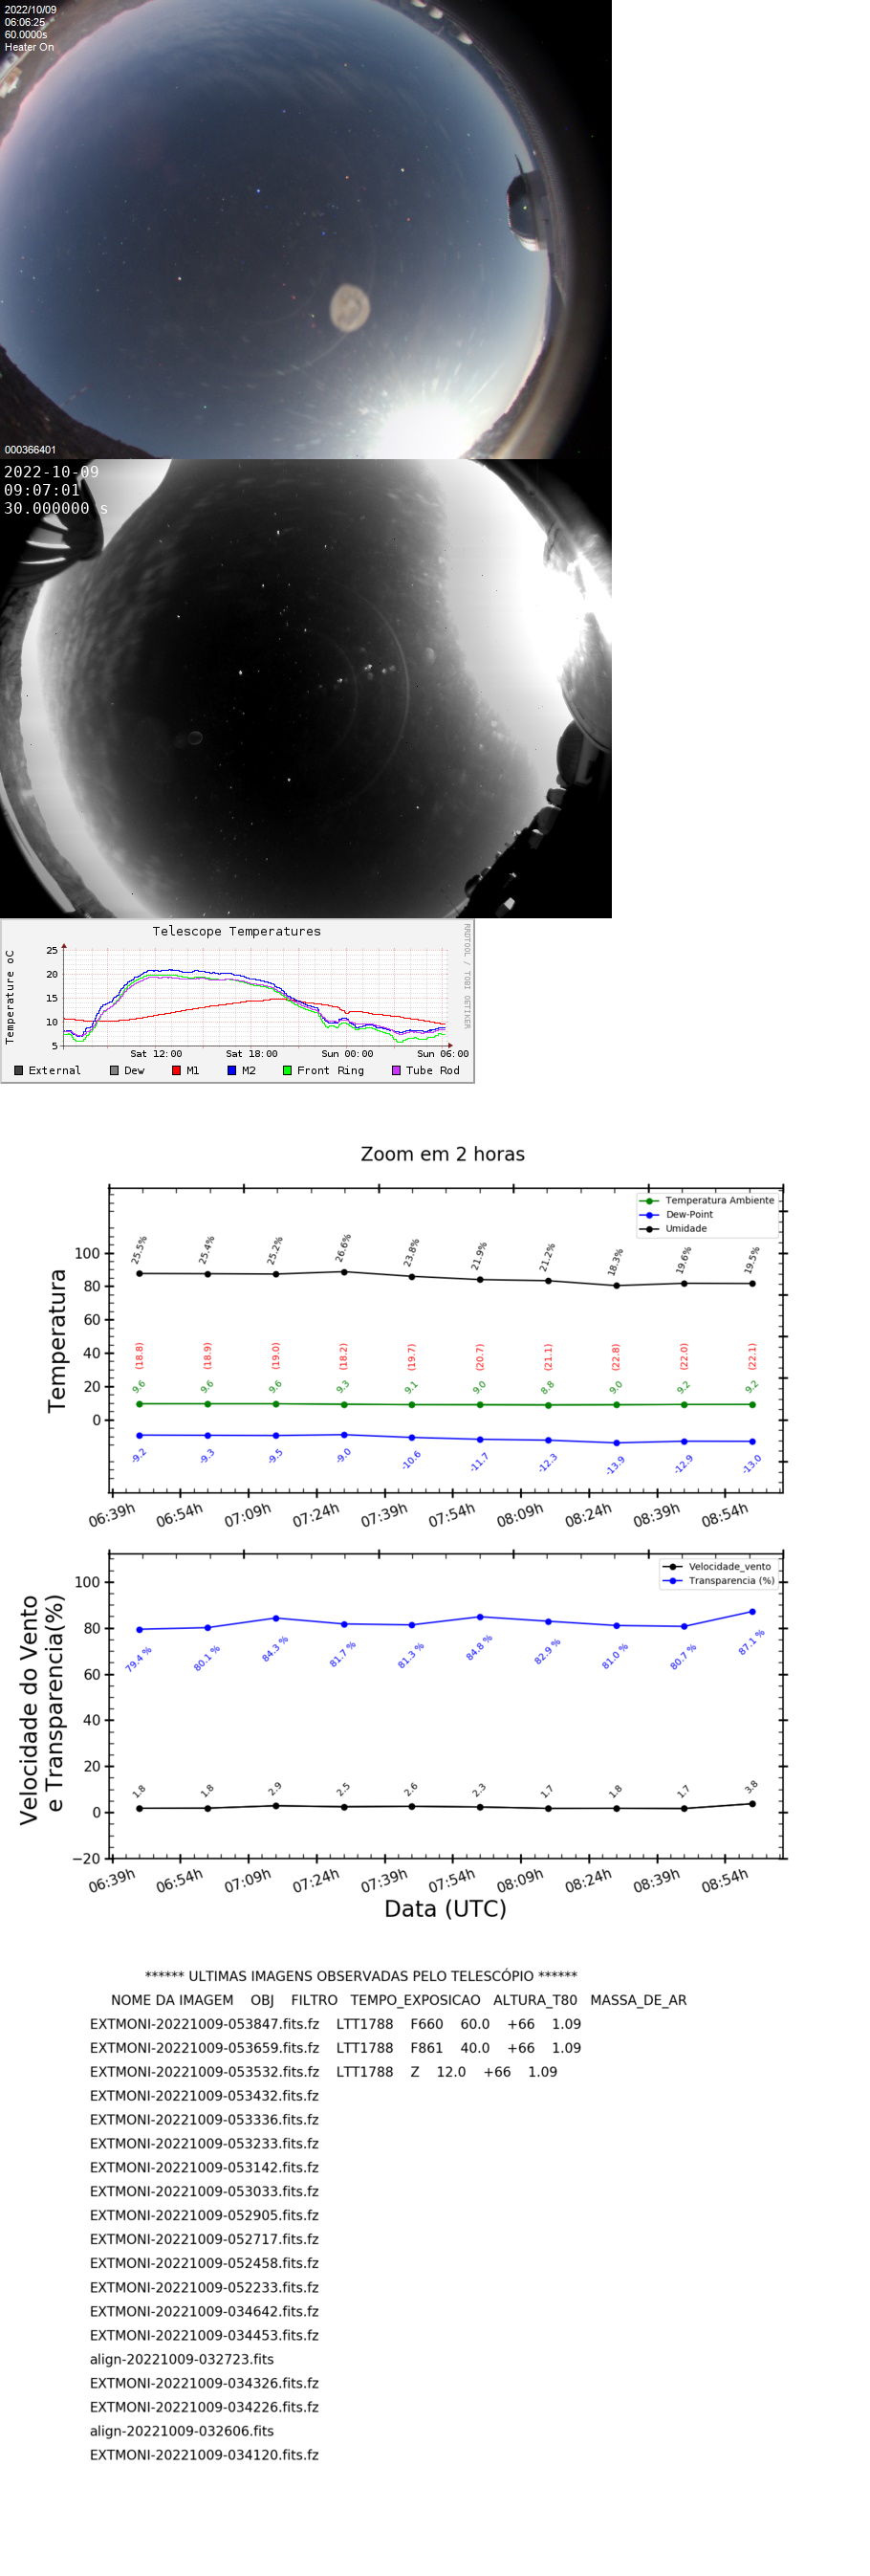 2022/10/09
06:06:25
60.0000s
Heater On
000366401
2022-10-09
09:07:01
30.000000 s
Telescope Temperatures
RRDTOOL / TOBI OETIKER
Temperature oC
25
20
15
10
5
Sat 12:00 Sat 18:00 Sun 00:00 Sun 06:00
External Dew M1 M2 Front Ring Tube Rod
Zoom em 2 horas
Temperatura Ambiente
Dew-Point
Umidade
Temperatura
100
80
60
40
20
0
25.5% 25.4% 25.2% 26.6% 23.8% 21.9% 21.2% 18.3% 19.6% 19.5%
(18.8) (18.9) (19.0) (18.2) (19.7) (20.7) (21.1) (22.8) (22.0) (22.1)
9.6 9.6 9.6 9.3 9.1 9.0 8.8 9.0 9.2 9.2
-9.2 -9.3 -9.5 -9.0 -10.6 -11.7 -12.3 -13.9 -12.9 -13.0
06:39h 06:54h 07:09h 07:24h 07:39h 07:54h 08:09h 08:24h 08:39h 08:54h
Velocidade_vento
Transparencia (%)
Velocidade do Vento
e Transparencia(%)
100
80
60
40
20
0
−20
79.4 % 80.1 % 84.3 % 81.7 % 81.3 % 84.8 % 82.9 % 81.0 % 80.7 % 87.1 %
1.8 1.8 2.9 2.5 2.6 2.3 1.7 1.8 1.7 3.8
06:39h 06:54h 07:09h 07:24h 07:39h 07:54h 08:09h 08:24h 08:39h 08:54h
Data (UTC)
****** ULTIMAS IMAGENS OBSERVADAS PELO TELESCÓPIO ******
NOME DA IMAGEM OBJ FILTRO TEMPO_EXPOSICAO ALTURA_T80 MASSA_DE_AR
EXTMONI-20221009-053847.fits.fz LTT1788 F660 60.0 +66 1.09
EXTMONI-20221009-053659.fits.fz LTT1788 F861 40.0 +66 1.09
EXTMONI-20221009-053532.fits.fz LTT1788 Z 12.0 +66 1.09
EXTMONI-20221009-053432.fits.fz
EXTMONI-20221009-053336.fits.fz
EXTMONI-20221009-053233.fits.fz
EXTMONI-20221009-053142.fits.fz
EXTMONI-20221009-053033.fits.fz
EXTMONI-20221009-052905.fits.fz
EXTMONI-20221009-052717.fits.fz
EXTMONI-20221009-052458.fits.fz
EXTMONI-20221009-052233.fits.fz
EXTMONI-20221009-034642.fits.fz
EXTMONI-20221009-034453.fits.fz
align-20221009-032723.fits
EXTMONI-20221009-034326.fits.fz
EXTMONI-20221009-034226.fits.fz
align-20221009-032606.fits
EXTMONI-20221009-034120.fits.fz